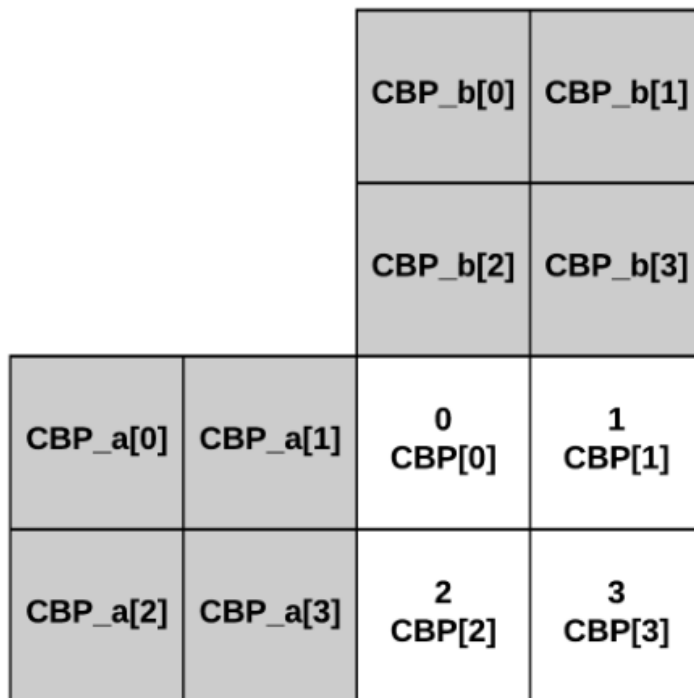 CBP_b[0] CBP_b[1]
CBP_b[2] CBP_b[3]
CBP_a[0] CBP_a[1] 0 1
CBP[0] CBP[1]
CBP_a[2] CBP_a[3] 2 3
CBP[2] CBP[3]